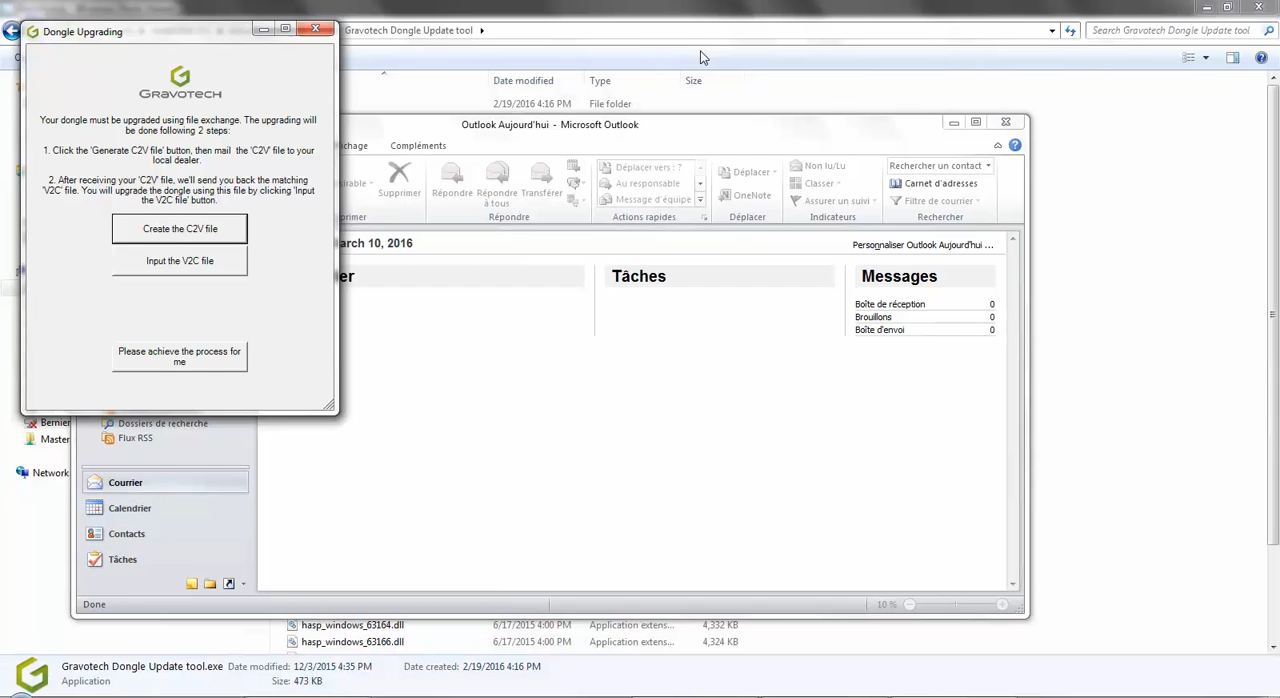 Dongle Upgrading
Gravotech Dongle Update tool
Search Gravotech Dongle Update tool
GRAVOTECH
Your dongle must be upgraded using file exchange. The upgrading will
be done following 2 steps:
1. Click the 'Generate C2V file' button, then mail the 'C2V' file to your
local dealer.
2. After receiving your 'C2V' file, we'll send you back the matching
'V2C' file. You will upgrade the dongle using this file by clicking 'Input
the V2C file' button.
Create the C2V file
Input the V2C file
Please achieve the process for
me
Date modified Type Size
2/19/2016 4:16 PM File folder
Outlook Aujourd'hui - Microsoft Outlook
ffichage Compléments
Supprimer
Répondre
Répondre
à tous
Transférer
Répondre
Déplacer vers : ?
Au responsable
Message d'équipe
Actions rapides
Déplacer
OneNote
Déplacer
Non lu/Lu
Classer
Assurer un suivi
Indicateurs
Rechercher un contact
Carnet d'adresses
Filtre de courrier
Rechercher
arch 10, 2016
Personnaliser Outlook Aujourd'hui ...
er
Tâches
Messages
Boîte de réception 0
Brouillons 0
Boîte d'envoi 0
Dossiers de recherche
Flux RSS
Courrier
Calendrier
Contacts
Tâches
Done
10 %
Bernier
Master
Network
hasp_windows_63164.dll 6/17/2015 4:00 PM Application extens... 4,332 KB
hasp_windows_63166.dll 6/17/2015 4:00 PM Application extens... 4,324 KB
Gravotech Dongle Update tool.exe Date modified: 12/3/2015 4:35 PM Date created: 2/19/2016 4:16 PM
Application Size: 473 KB